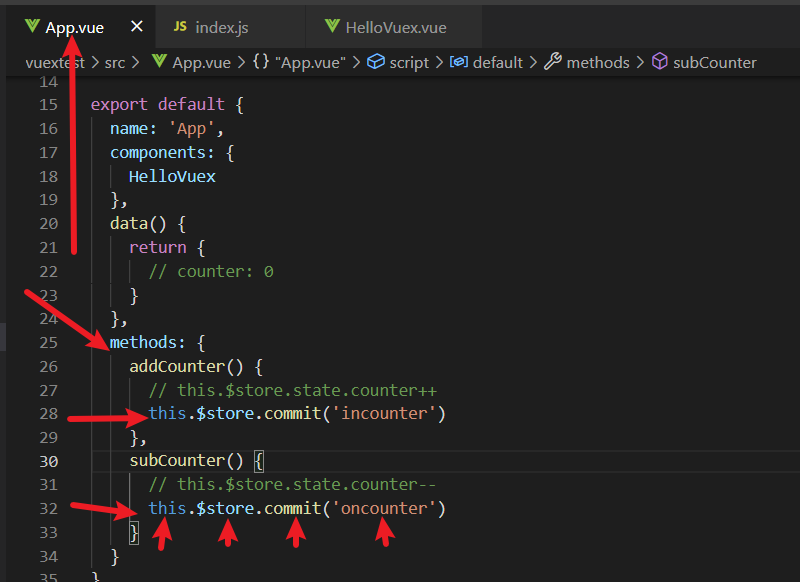 App.vue × JS index.js HelloVuex.vue
vuextest > src > App.vue > {} "App.vue" > script > default > methods > subCounter
14
15 export default {
16 name: 'App',
17 components: {
18 HelloVuex
19 },
20 data() {
21 return {
22 // counter: 0
23 }
24 },
25 methods: {
26 addCounter() {
27 // this.$store.state.counter++
28 this.$store.commit('incounter')
29 },
30 subCounter() {
31 // this.$store.state.counter--
32 this.$store.commit('oncounter')
33 }
34 }
35 }